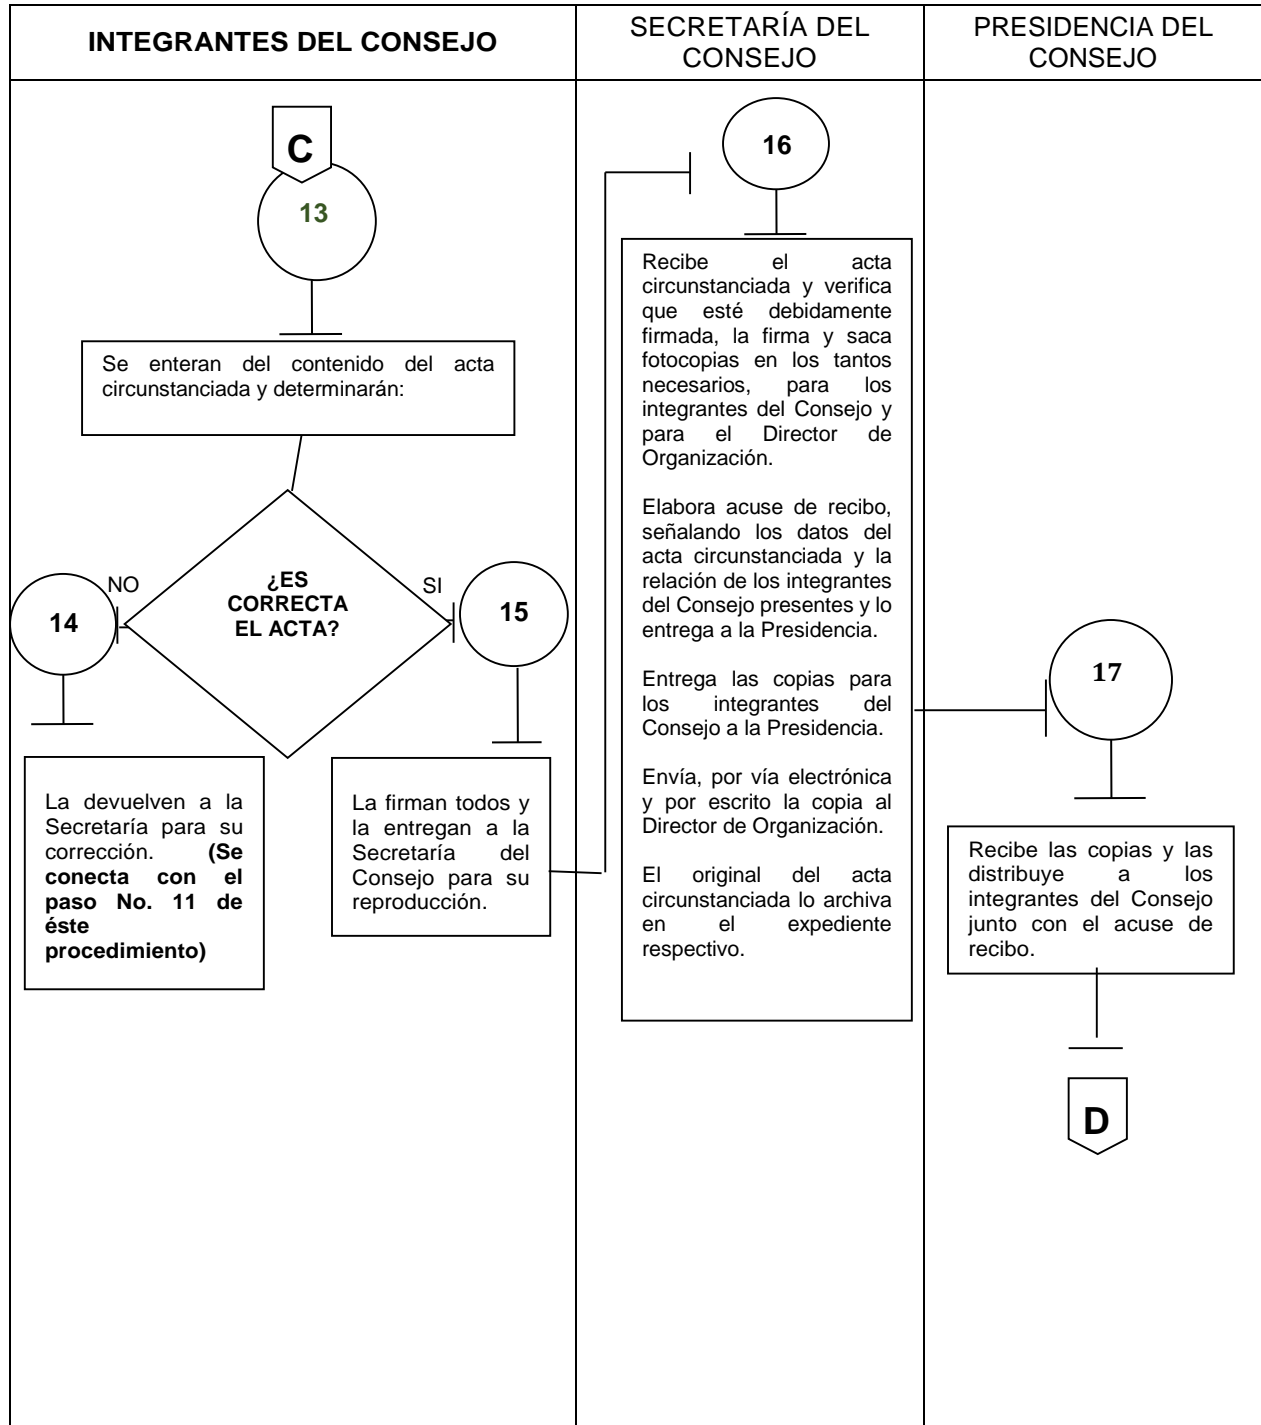 INTEGRANTES DEL CONSEJO
SECRETARÍA DEL
CONSEJO
PRESIDENCIA DEL
CONSEJO
C
13
Se enteran del contenido del acta
circunstanciada y determinarán:
¿ES
CORRECTA
EL ACTA?
NO
SI
14
15
La devuelven a la
Secretaría para su
corrección. (Se
conecta con el
paso No. 11 de
éste
procedimiento)
La firman todos y
la entregan a la
Secretaría del
Consejo para su
reproducción.
16
Recibe el acta
circunstanciada y verifica
que esté debidamente
firmada, la firma y saca
fotocopias en los tantos
necesarios, para los
integrantes del Consejo y
para el Director de
Organización.
Elabora acuse de recibo,
señalando los datos del
acta circunstanciada y la
relación de los integrantes
del Consejo presentes y lo
entrega a la Presidencia.
Entrega las copias para
los integrantes del
Consejo a la Presidencia.
Envía, por vía electrónica
y por escrito la copia al
Director de Organización.
El original del acta
circunstanciada lo archiva
en el expediente
respectivo.
17
Recibe las copias y las
distribuye a los
integrantes del Consejo
junto con el acuse de
recibo.
D